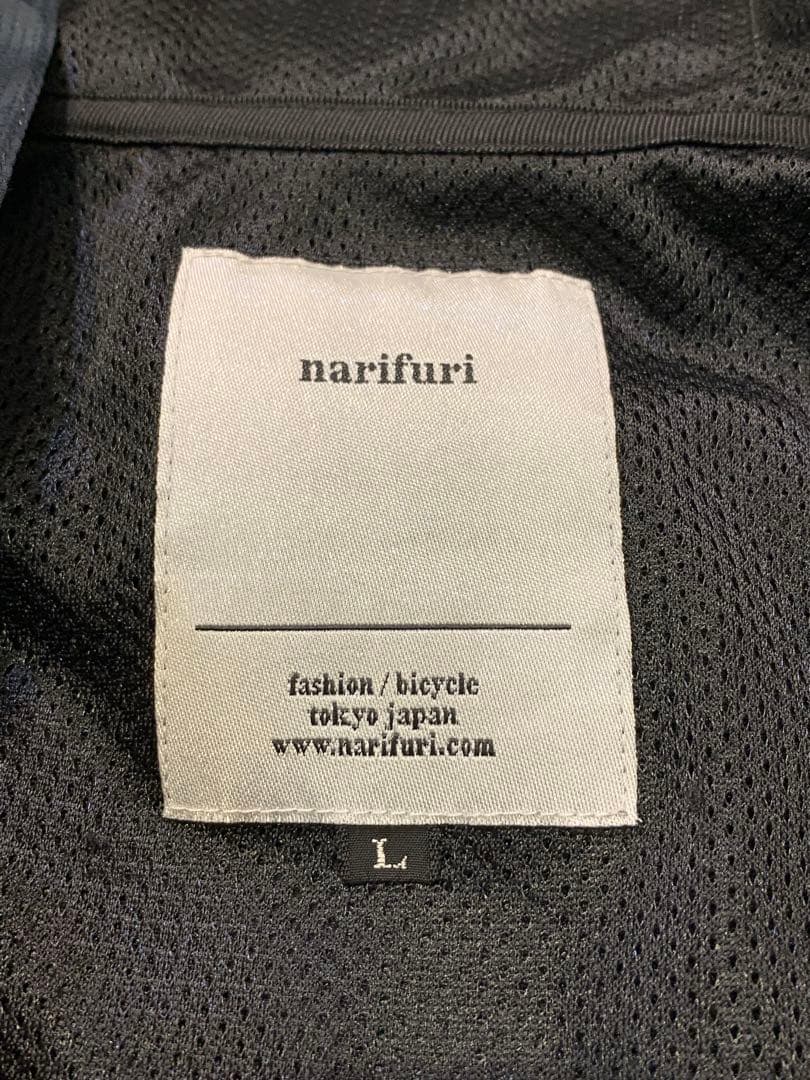 narifuri
fashion / bicycle
tokyo japan
www.narifuri.com
L